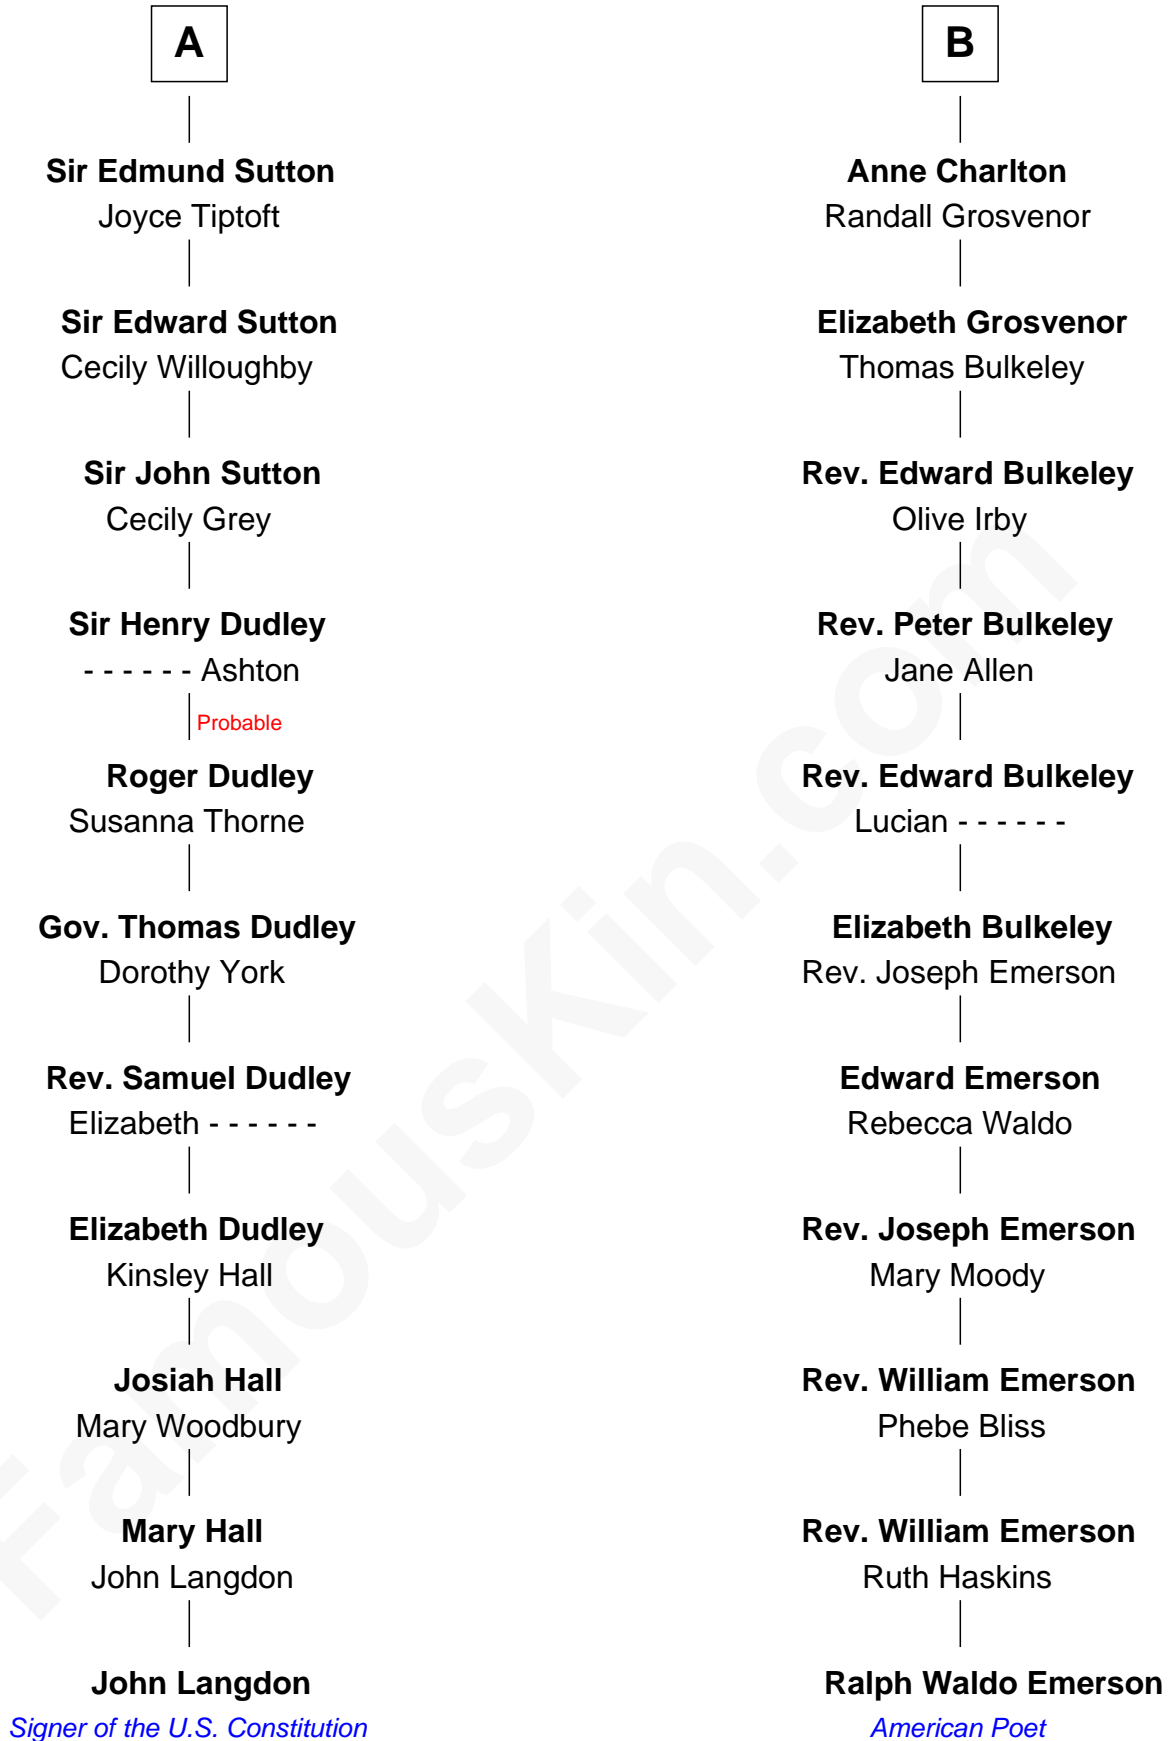 A
Sir Edmund Sutton
Joyce Tiptoft
Sir Edward Sutton
Cecily Willoughby
Sir John Sutton
Cecily Grey
Sir Henry Dudley
- - - - - - Ashton
Probable
Roger Dudley
Susanna Thorne
Gov. Thomas Dudley
Dorothy York
Rev. Samuel Dudley
Elizabeth - - - - - -
Elizabeth Dudley
Kinsley Hall
Josiah Hall
Mary Woodbury
Mary Hall
John Langdon
John Langdon
Signer of the U.S. Constitution
B
Anne Charlton
Randall Grosvenor
Elizabeth Grosvenor
Thomas Bulkeley
Rev. Edward Bulkeley
Olive Irby
Rev. Peter Bulkeley
Jane Allen
Rev. Edward Bulkeley
Lucian - - - - - -
Elizabeth Bulkeley
Rev. Joseph Emerson
Edward Emerson
Rebecca Waldo
Rev. Joseph Emerson
Mary Moody
Rev. William Emerson
Phebe Bliss
Rev. William Emerson
Ruth Haskins
Ralph Waldo Emerson
American Poet
FamousKin.com